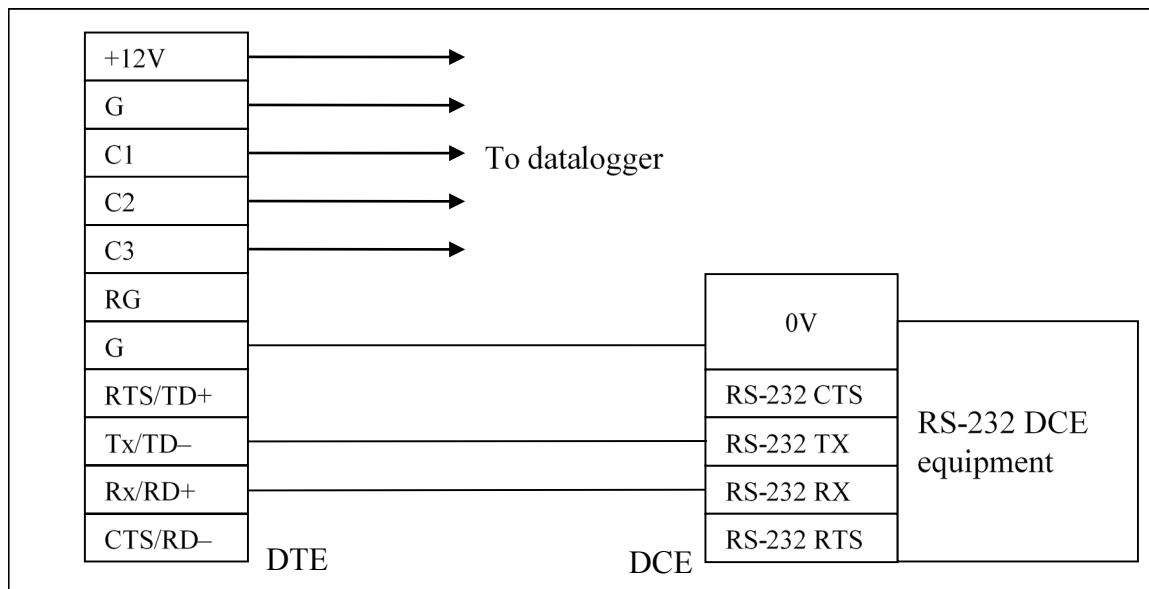 +12V
G
C1
C2
C3
RG
G
RTS/TD+
Tx/TD–
Rx/RD+
CTS/RD–
DTE
To datalogger
0V
RS-232 CTS
RS-232 TX
RS-232 RX
RS-232 RTS
DCE
RS-232 DCE
equipment